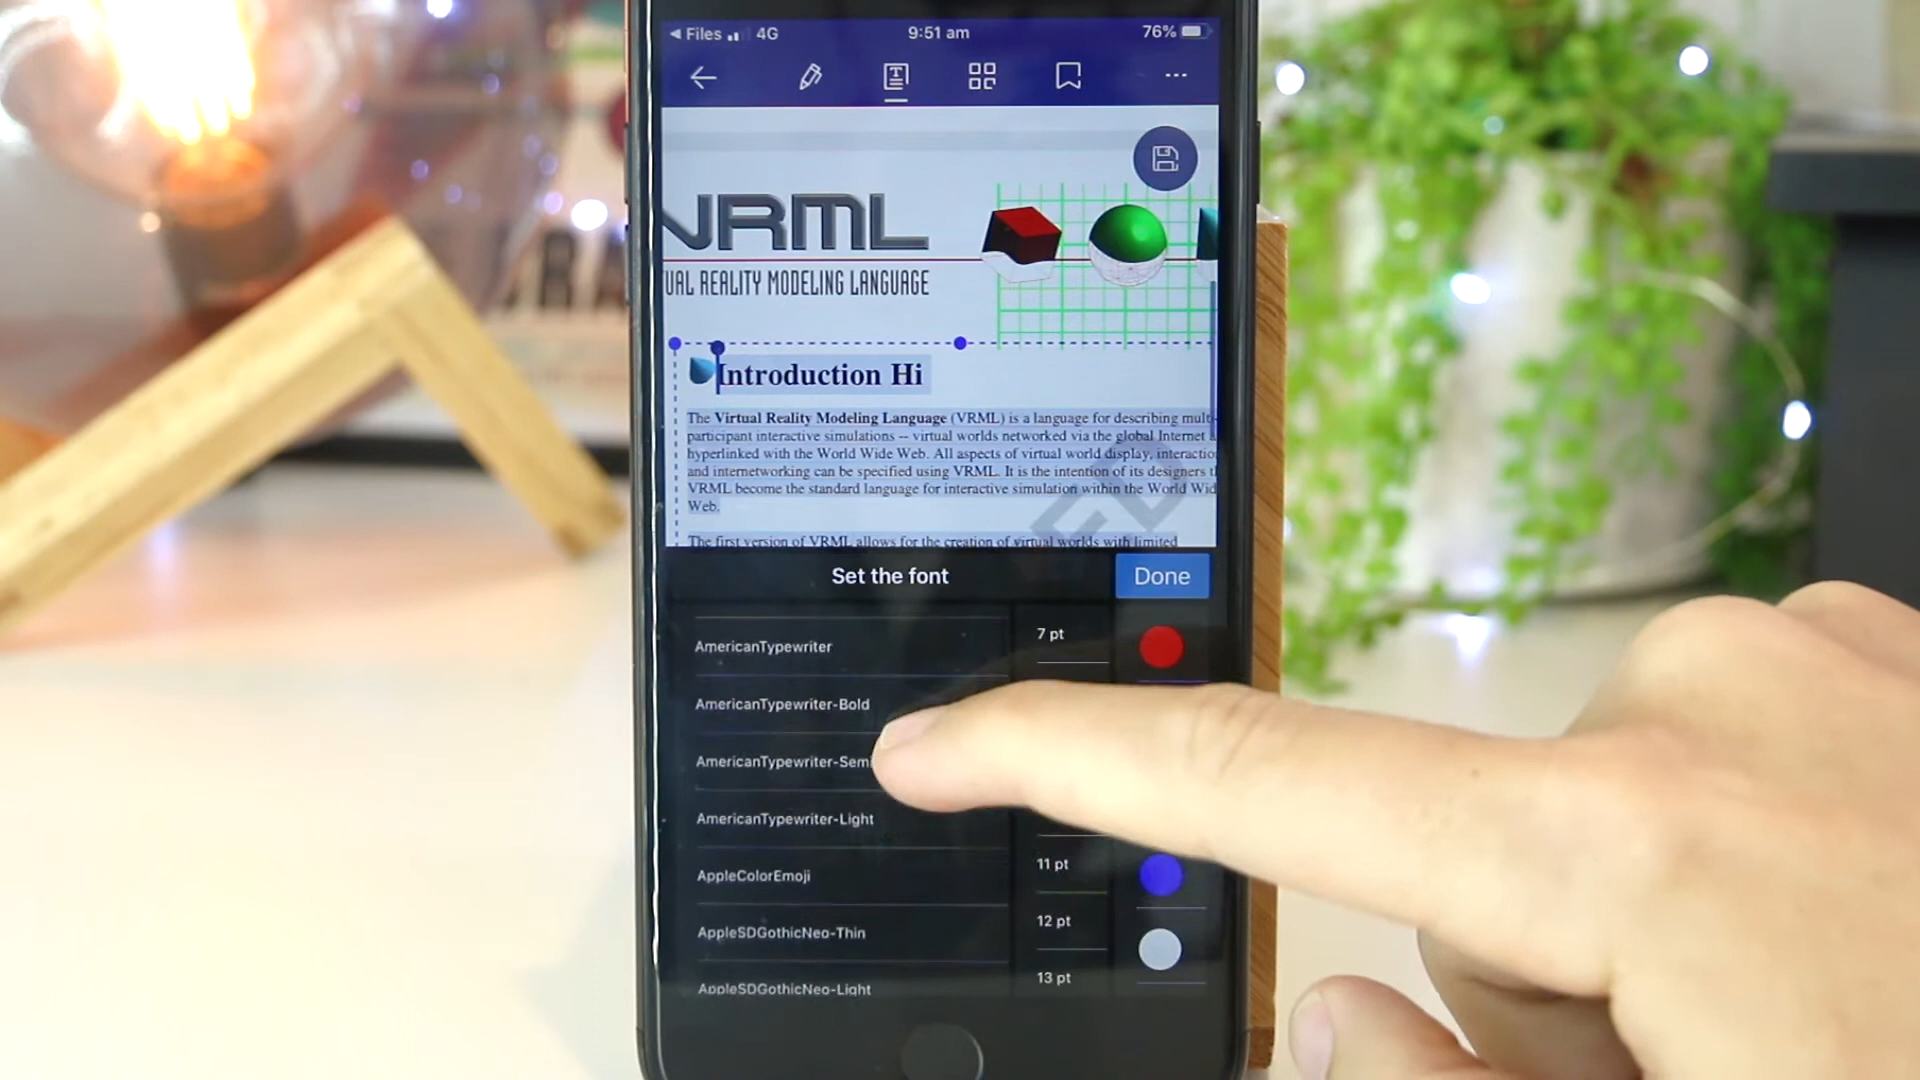 Files 4G 9:51 am 76%
VRML
UAL REALITY MODELING LANGUAGE
Introduction Hi
The Virtual Reality Modeling Language (VRML) is a language for describing multi-
participant interactive simulations -- virtual worlds networked via the global Internet
hyperlinked with the World Wide Web. All aspects of virtual world display, interactio
and internetworking can be specified using VRML. It is the intention of its designers t
VRML become the standard language for interactive simulation within the World Wid
Web.
The first version of VRML allows for the creation of virtual worlds with limited
Set the font Done
AmericanTypewriter 7 pt
AmericanTypewriter-Bold
AmericanTypewriter-Semi
AmericanTypewriter-Light
AppleColorEmoji 11 pt
AppleSDGothicNeo-Thin 12 pt
AppleSDGothicNeo-Light 13 pt